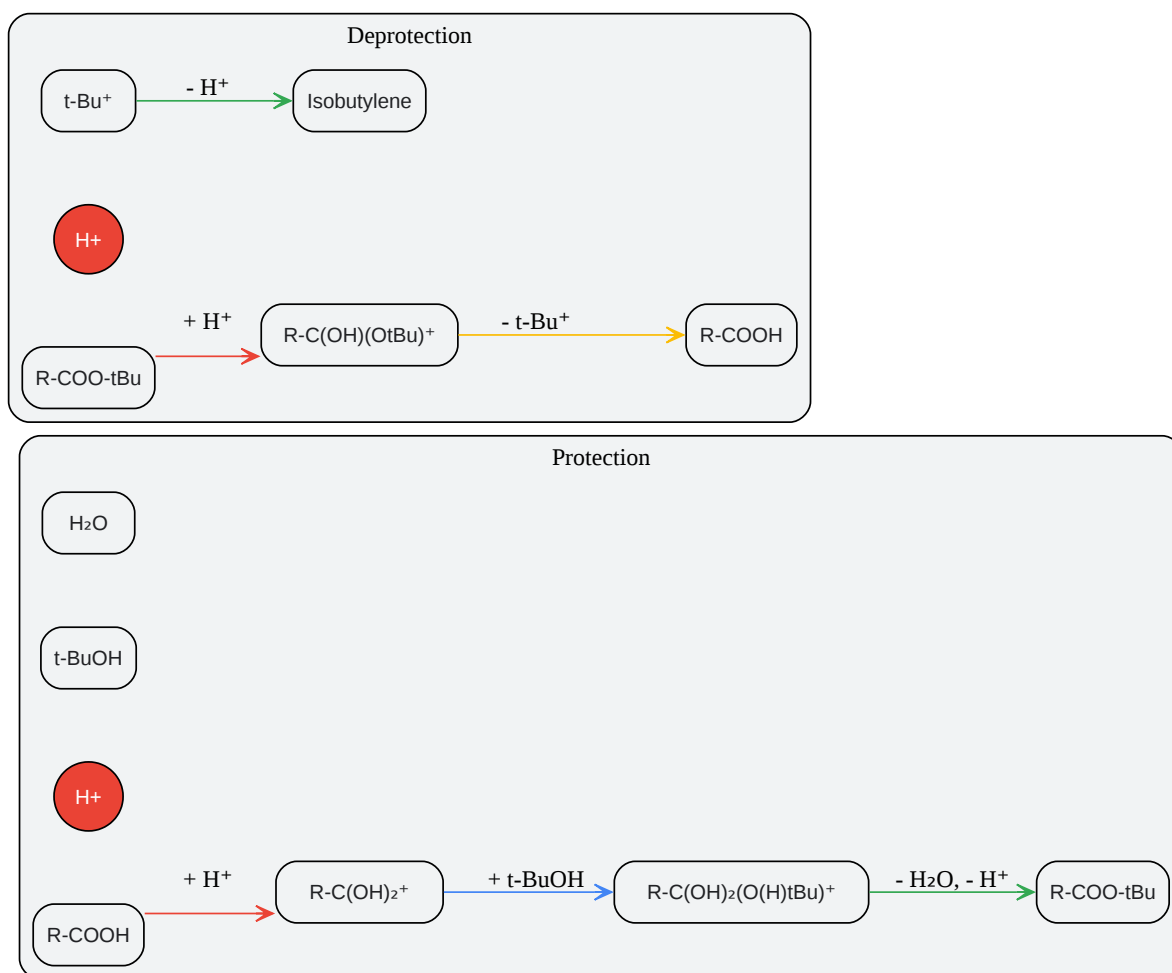 Deprotection
t-Bu⁺
- H⁺
Isobutylene
H+
+ H⁺
R-C(OH)(OtBu)⁺
- t-Bu⁺
R-COOH
R-COO-tBu
Protection
H₂O
t-BuOH
H+
+ H⁺
R-C(OH)₂⁺
+ t-BuOH
R-C(OH)₂(O(H)tBu)⁺
- H₂O, - H⁺
R-COO-tBu
R-COOH